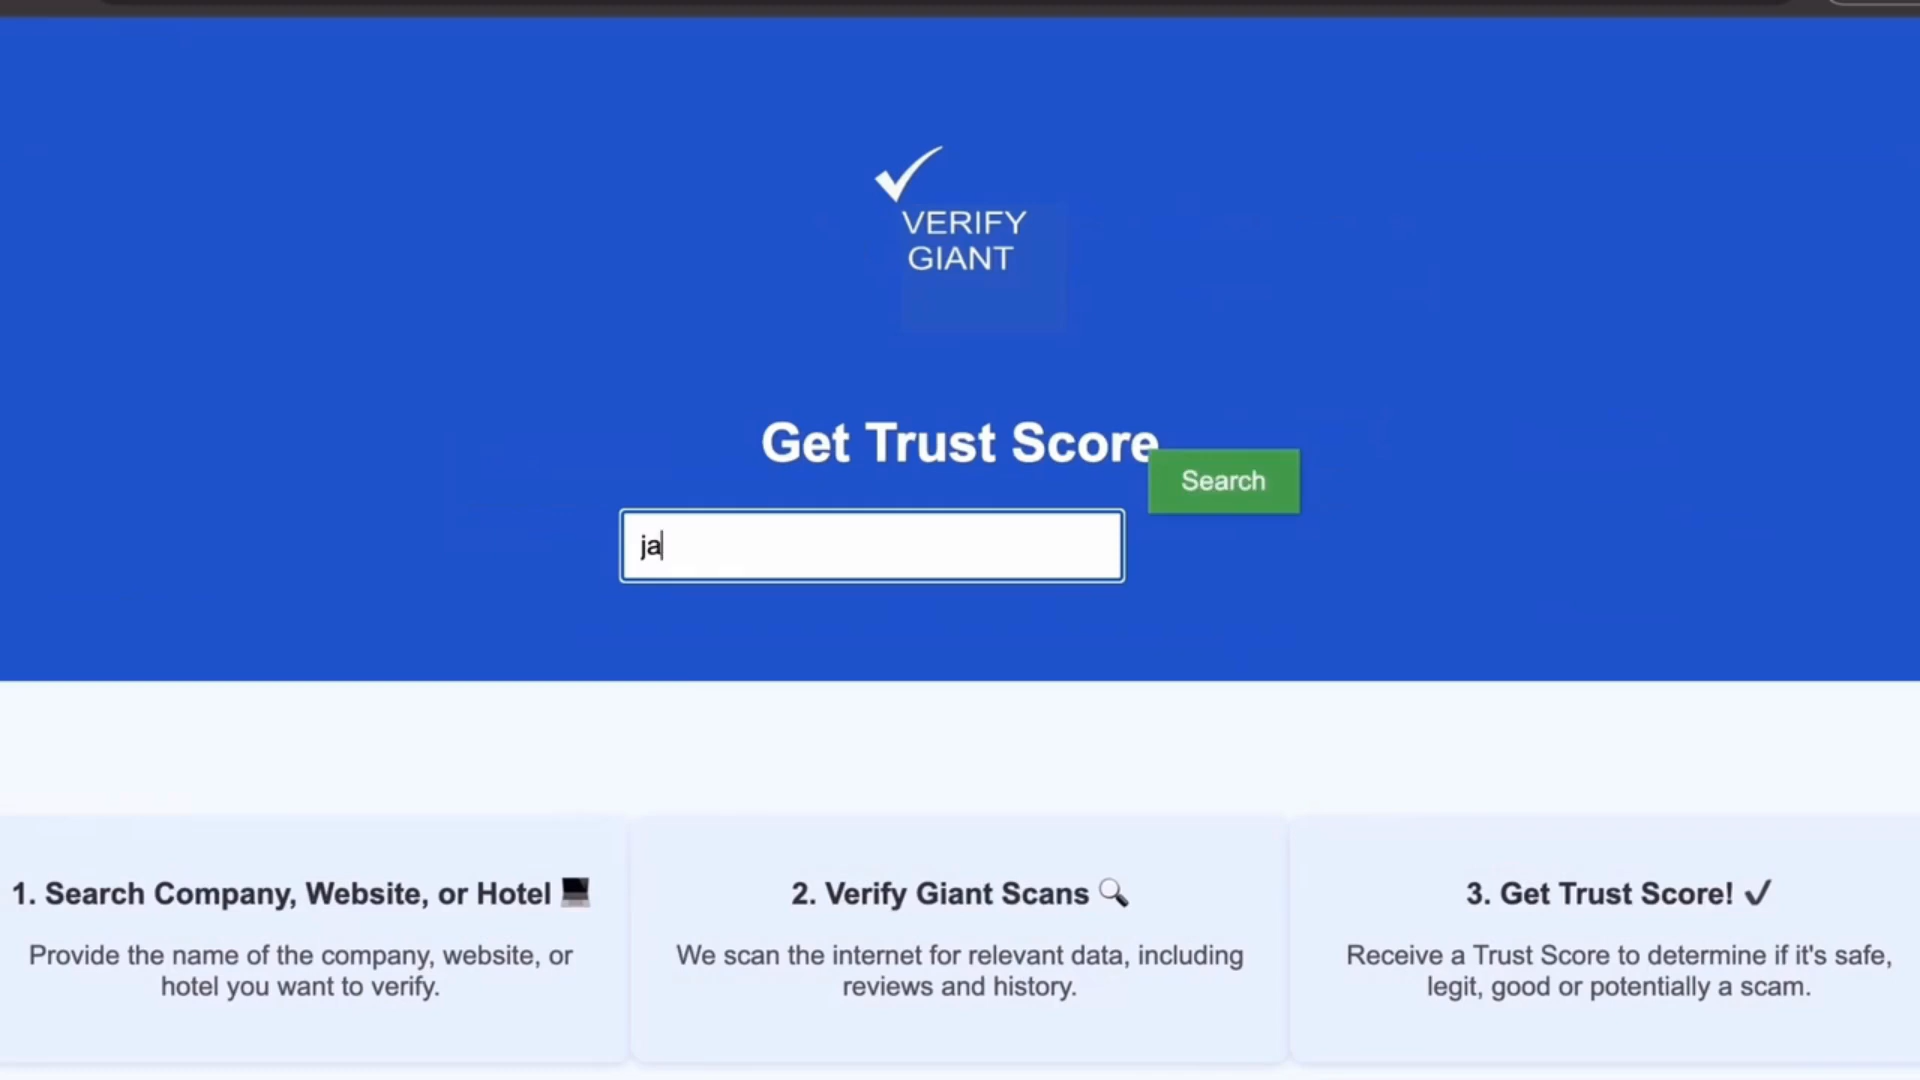 VERIFY
GIANT
Get Trust Score
Search
ja
1. Search Company, Website, or Hotel
Provide the name of the company, website, or
hotel you want to verify.
2. Verify Giant Scans
We scan the internet for relevant data, including
reviews and history.
3. Get Trust Score!
Receive a Trust Score to determine if it's safe,
legit, good or potentially a scam.